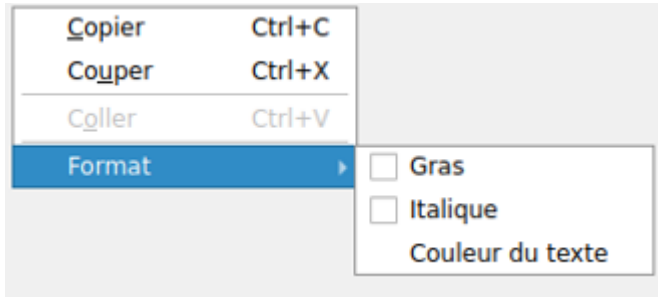 Copier Ctrl+C
Couper Ctrl+X
Coller Ctrl+V
Format
Gras
Italique
Couleur du texte